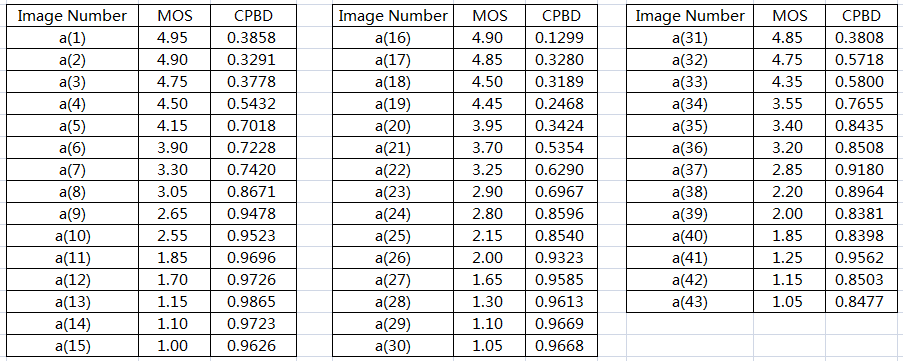 Image Number MOS CPBD Image Number MOS CPBD Image Number MOS CPBD
a(1) 4.95 0.3858 a(16) 4.90 0.1299 a(31) 4.85 0.3808
a(2) 4.90 0.3291 a(17) 4.85 0.3280 a(32) 4.75 0.5718
a(3) 4.75 0.3778 a(18) 4.50 0.3189 a(33) 4.35 0.5800
a(4) 4.50 0.5432 a(19) 4.45 0.2468 a(34) 3.55 0.7655
a(5) 4.15 0.7018 a(20) 3.95 0.3424 a(35) 3.40 0.8435
a(6) 3.90 0.7228 a(21) 3.70 0.5354 a(36) 3.20 0.8508
a(7) 3.30 0.7420 a(22) 3.25 0.6290 a(37) 2.85 0.9180
a(8) 3.05 0.8671 a(23) 2.90 0.6967 a(38) 2.20 0.8964
a(9) 2.65 0.9478 a(24) 2.80 0.8596 a(39) 2.00 0.8381
a(10) 2.55 0.9523 a(25) 2.15 0.8540 a(40) 1.85 0.8398
a(11) 1.85 0.9696 a(26) 2.00 0.9323 a(41) 1.25 0.9562
a(12) 1.70 0.9726 a(27) 1.65 0.9585 a(42) 1.15 0.8503
a(13) 1.15 0.9865 a(28) 1.30 0.9613 a(43) 1.05 0.8477
a(14) 1.10 0.9723 a(29) 1.10 0.9669
a(15) 1.00 0.9626 a(30) 1.05 0.9668